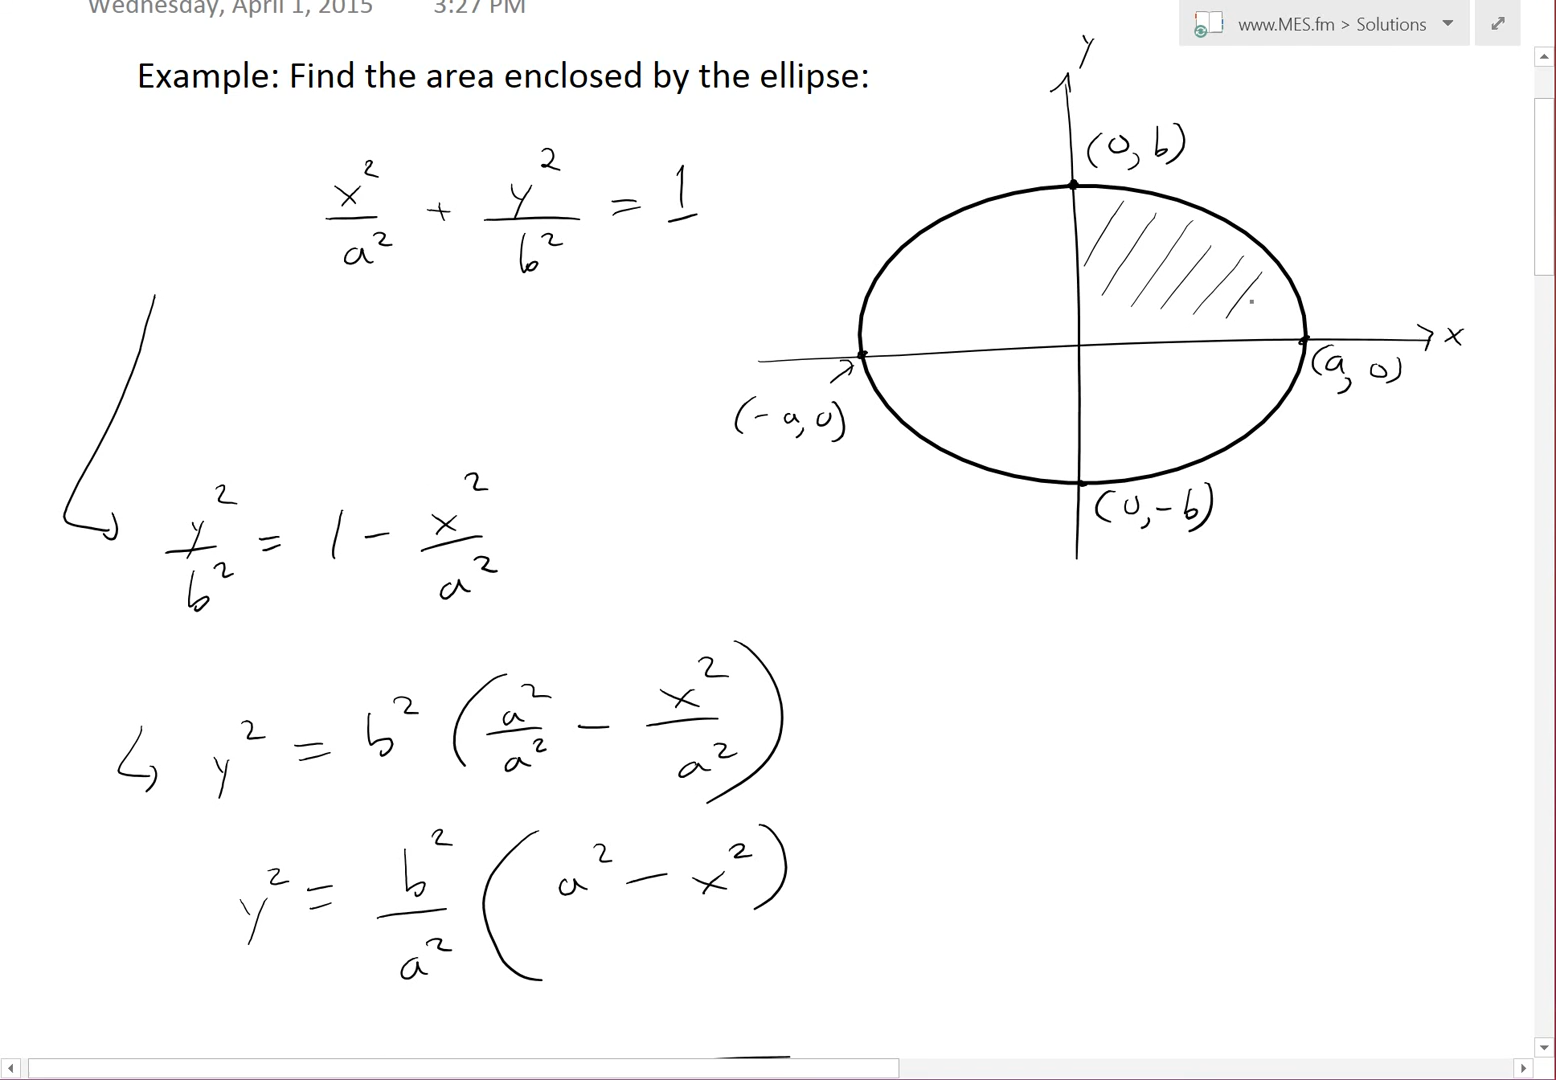 Wednesday, April 1, 2015 3:27 PM
www.MES.fm > Solutions
Example: Find the area enclosed by the ellipse:
x²/a² + y²/b² = 1
y
(0, b)
x
(a, 0)
(-a, 0)
(0, -b)
y²/b² = 1 - x²/a²
↳ y² = b² (a²/a² - x²/a²)
y² = b²/a² (a² - x²)